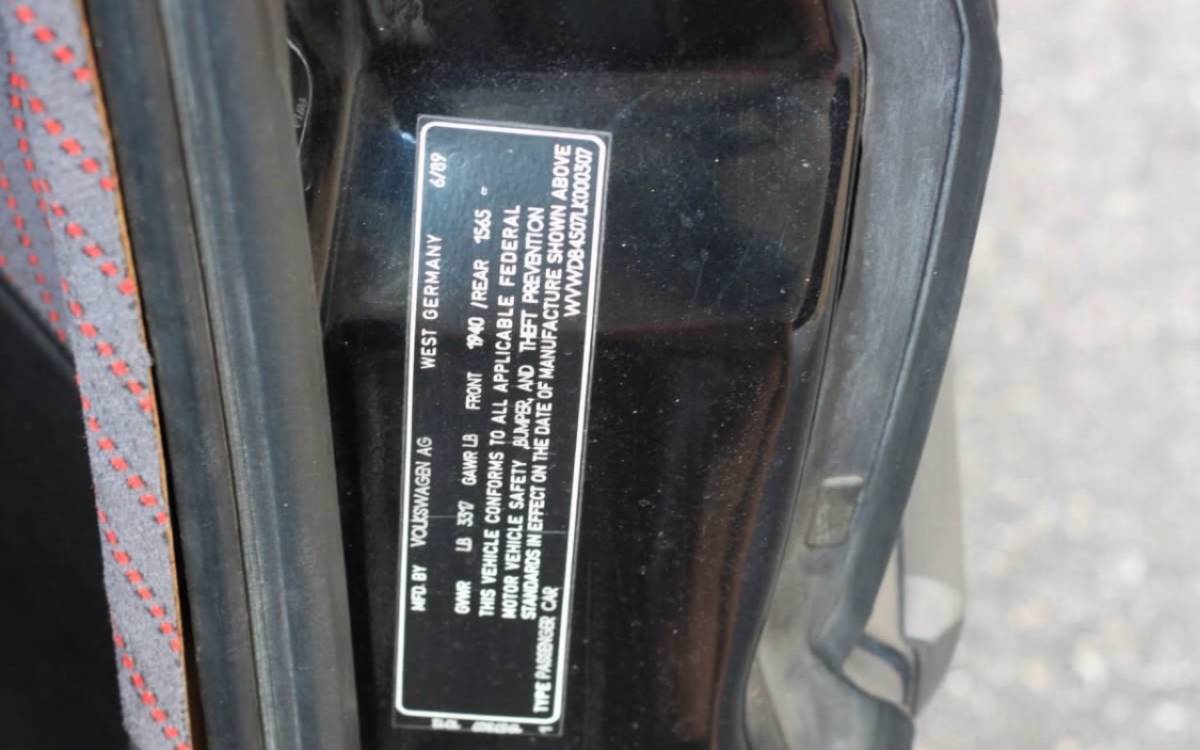 MFD. BY VOLKSWAGEN AG WEST GERMANY 6/89
GVWR LB 3317 GAWR LB FRONT 1940 / REAR 1565 -
THIS VEHICLE CONFORMS TO ALL APPLICABLE FEDERAL
MOTOR VEHICLE SAFETY ,BUMPER, AND THEFT PREVENTION
STANDARDS IN EFFECT ON THE DATE OF MANUFACTURE SHOWN ABOVE
TYPE PASSENGER CAR WVWDB4507LK000307